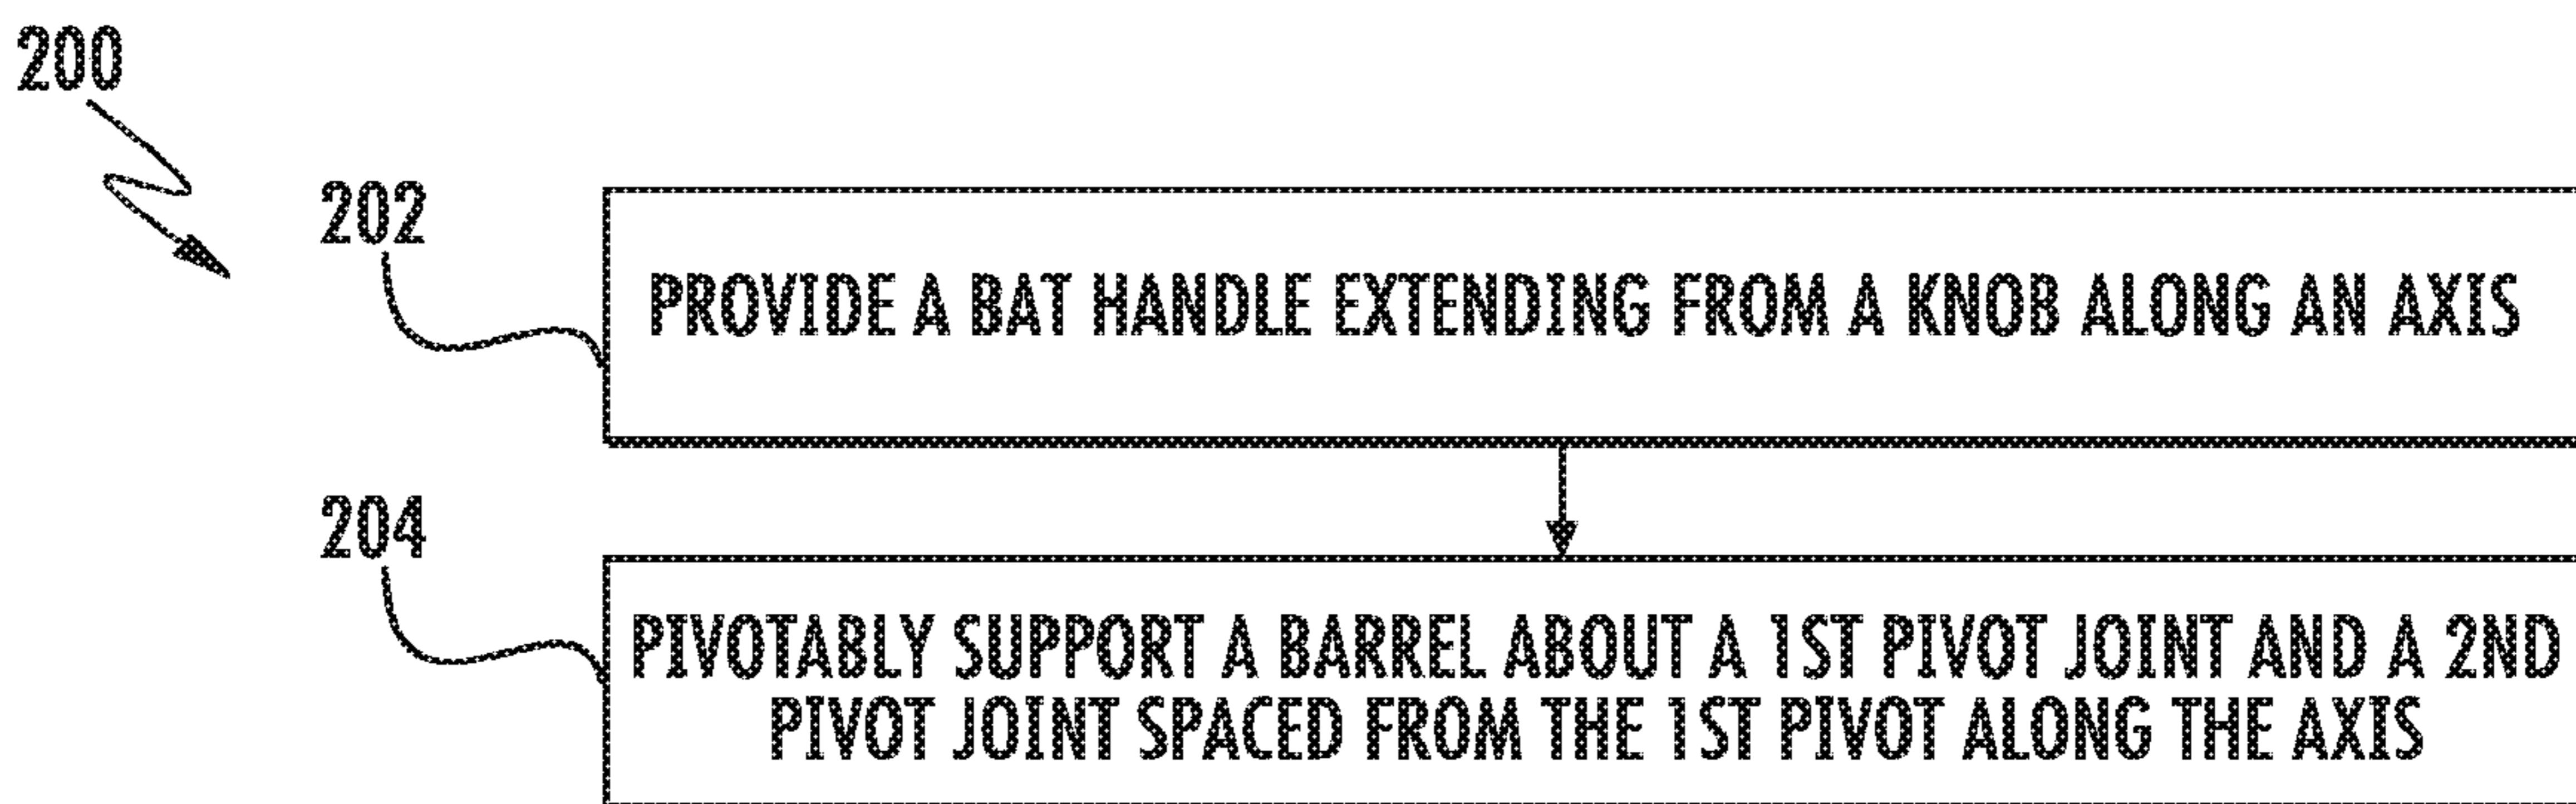 200
202
PROVIDE A BAT HANDLE EXTENDING FROM A KNOB ALONG AN AXIS
204
PIVOTABLY SUPPORT A BARREL ABOUT A 1ST PIVOT JOINT AND A 2ND
PIVOT JOINT SPACED FROM THE 1ST PIVOT ALONG THE AXIS